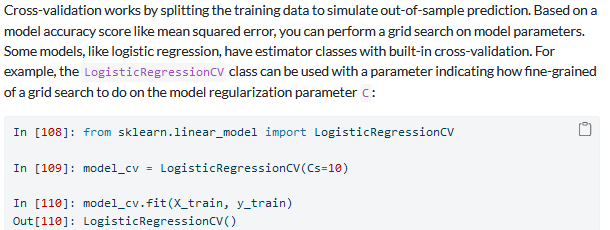 Cross-validation works by splitting the training data to simulate out-of-sample prediction. Based on a
model accuracy score like mean squared error, you can perform a grid search on model parameters.
Some models, like logistic regression, have estimator classes with built-in cross-validation. For
example, the LogisticRegressionCV class can be used with a parameter indicating how fine-grained
of a grid search to do on the model regularization parameter C:
In [108]: from sklearn.linear_model import LogisticRegressionCV
In [109]: model_cv = LogisticRegressionCV(Cs=10)
In [110]: model_cv.fit(X_train, y_train)
Out[110]: LogisticRegressionCV()